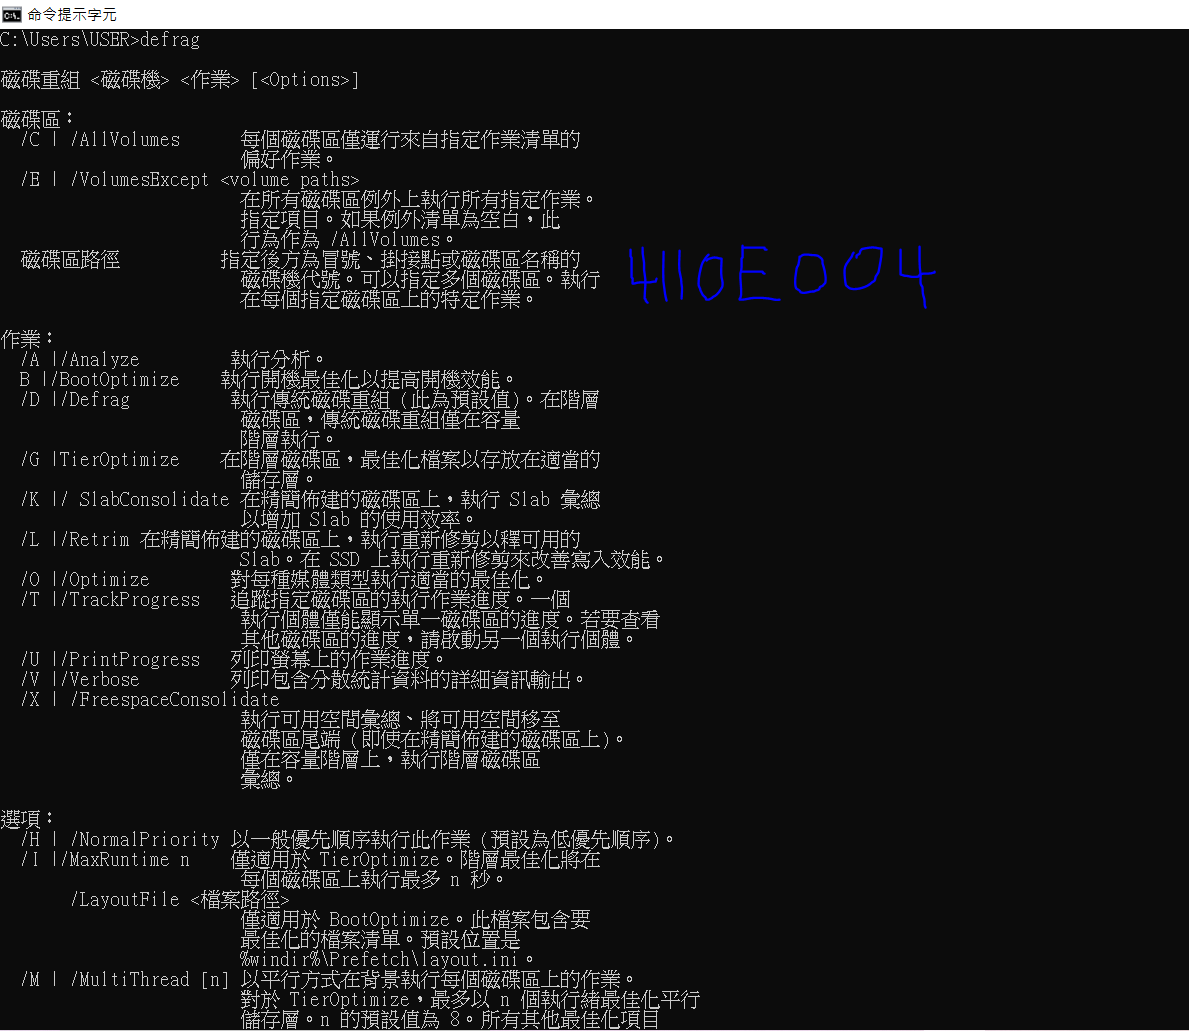 命令提示字元
C:\Users\USER>defrag
磁碟重組 <磁碟機> <作業> [<Options>]
磁碟區：
/C | /AllVolumes 每個磁碟區僅運行來自指定作業清單的
偏好作業。
/E | /VolumesExcept <volume paths>
在所有磁碟區例外上執行所有指定作業。
指定項目。如果例外清單為空白，此
行為作為 /AllVolumes。
磁碟區路徑 指定後方為冒號、掛接點或磁碟區名稱的
磁碟機代號。可以指定多個磁碟區。執行
在每個指定磁碟區上的特定作業。
410E004
作業：
/A |/Analyze 執行分析。
B |/BootOptimize 執行開機最佳化以提高開機效能。
/D |/Defrag 執行傳統磁碟重組 (此為預設值)。在階層
磁碟區，傳統磁碟重組僅在容量
階層執行。
/G |TierOptimize 在階層磁碟區，最佳化檔案以存放在適當的
儲存層。
/K |/ SlabConsolidate 在精簡佈建的磁碟區上，執行 Slab 彙總
以增加 Slab 的使用效率。
/L |/Retrim 在精簡佈建的磁碟區上，執行重新修剪以釋可用的
Slab。在 SSD 上執行重新修剪來改善寫入效能。
/O |/Optimize 對每種媒體類型執行適當的最佳化。
/T |/TrackProgress 追蹤指定磁碟區的執行作業進度。一個
執行個體僅能顯示單一磁碟區的進度。若要查看
其他磁碟區的進度，請啟動另一個執行個體。
/U |/PrintProgress 列印螢幕上的作業進度。
/V |/Verbose 列印包含分散統計資料的詳細資訊輸出。
/X | /FreespaceConsolidate
執行可用空間彙總、將可用空間移至
磁碟區尾端 (即使在精簡佈建的磁碟區上)。
僅在容量階層上，執行階層磁碟區
彙總。
選項：
/H | /NormalPriority 以一般優先順序執行此作業 (預設為低優先順序)。
/I |/MaxRuntime n 僅適用於 TierOptimize。階層最佳化將在
每個磁碟區上執行最多 n 秒。
/LayoutFile <檔案路徑>
僅適用於 BootOptimize。此檔案包含要
最佳化的檔案清單。預設位置是
%windir%\Prefetch\layout.ini。
/M | /MultiThread [n] 以平行方式在背景執行每個磁碟區上的作業。
對於 TierOptimize，最多以 n 個執行緒最佳化平行
儲存層。n 的預設值為 8。所有其他最佳化項目